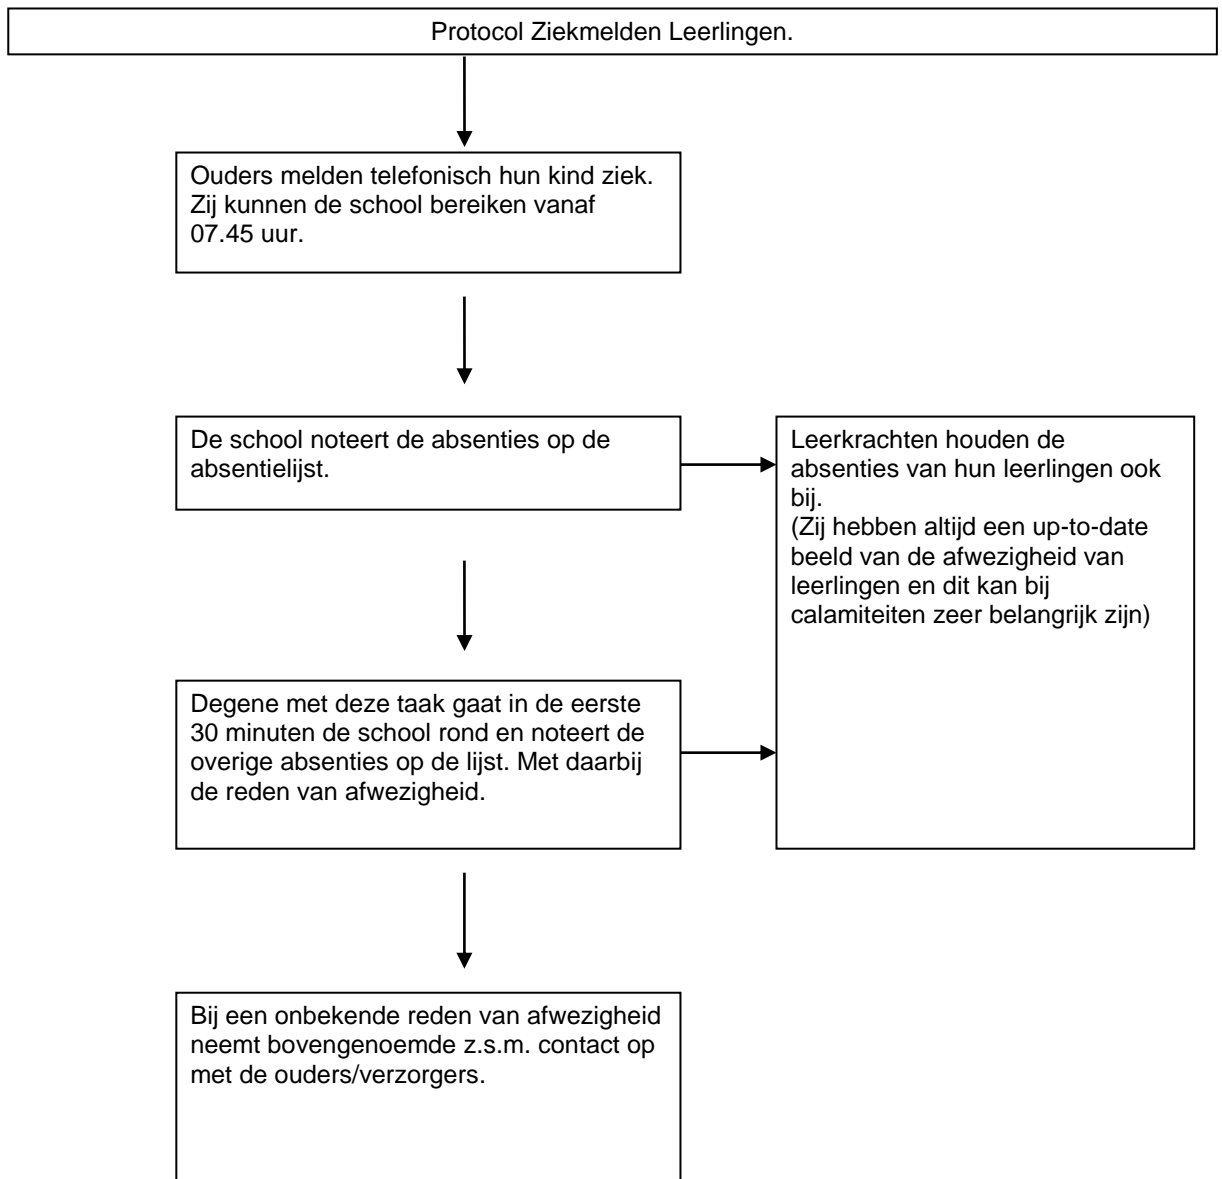 Protocol Ziekmelden Leerlingen.
Ouders melden telefonisch hun kind ziek.
Zij kunnen de school bereiken vanaf
07.45 uur.
De school noteert de absenties op de
absentielijst.
Leerkrachten houden de
absenties van hun leerlingen ook
bij.
(Zij hebben altijd een up-to-date
beeld van de afwezigheid van
leerlingen en dit kan bij
calamiteiten zeer belangrijk zijn)
Degene met deze taak gaat in de eerste
30 minuten de school rond en noteert de
overige absenties op de lijst. Met daarbij
de reden van afwezigheid.
Bij een onbekende reden van afwezigheid
neemt bovengenoemde z.s.m. contact op
met de ouders/verzorgers.